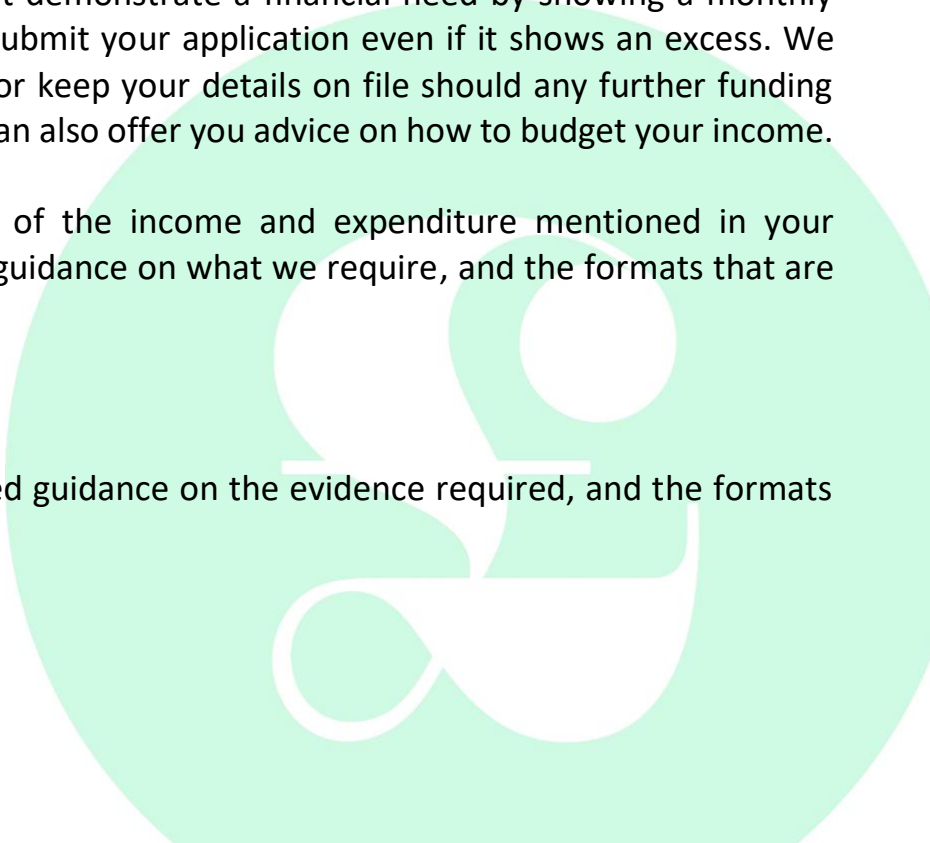 demonstrate a financial need by showing a monthly
ubmit your application even if it shows an excess. We
or keep your details on file should any further funding
an also offer you advice on how to budget your income.
of the income and expenditure mentioned in your
guidance on what we require, and the formats that are
ed guidance on the evidence required, and the formats
£